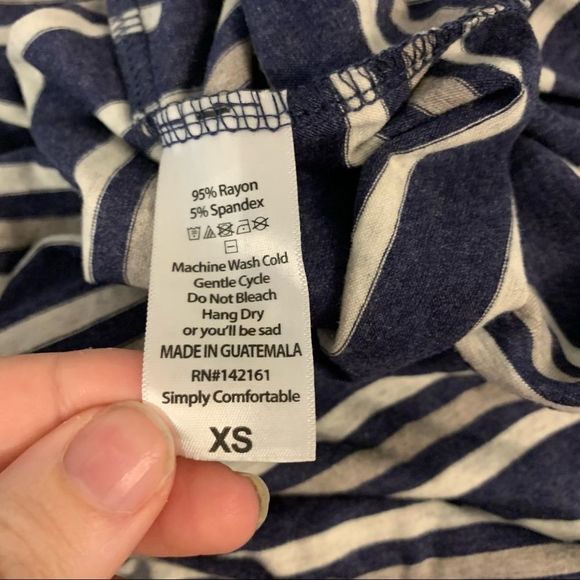 95% Rayon
5% Spandex
Machine Wash Cold
Gentle Cycle
Do Not Bleach
Hang Dry
or you'll be sad
MADE IN GUATEMALA
RN#142161
Simply Comfortable
XS